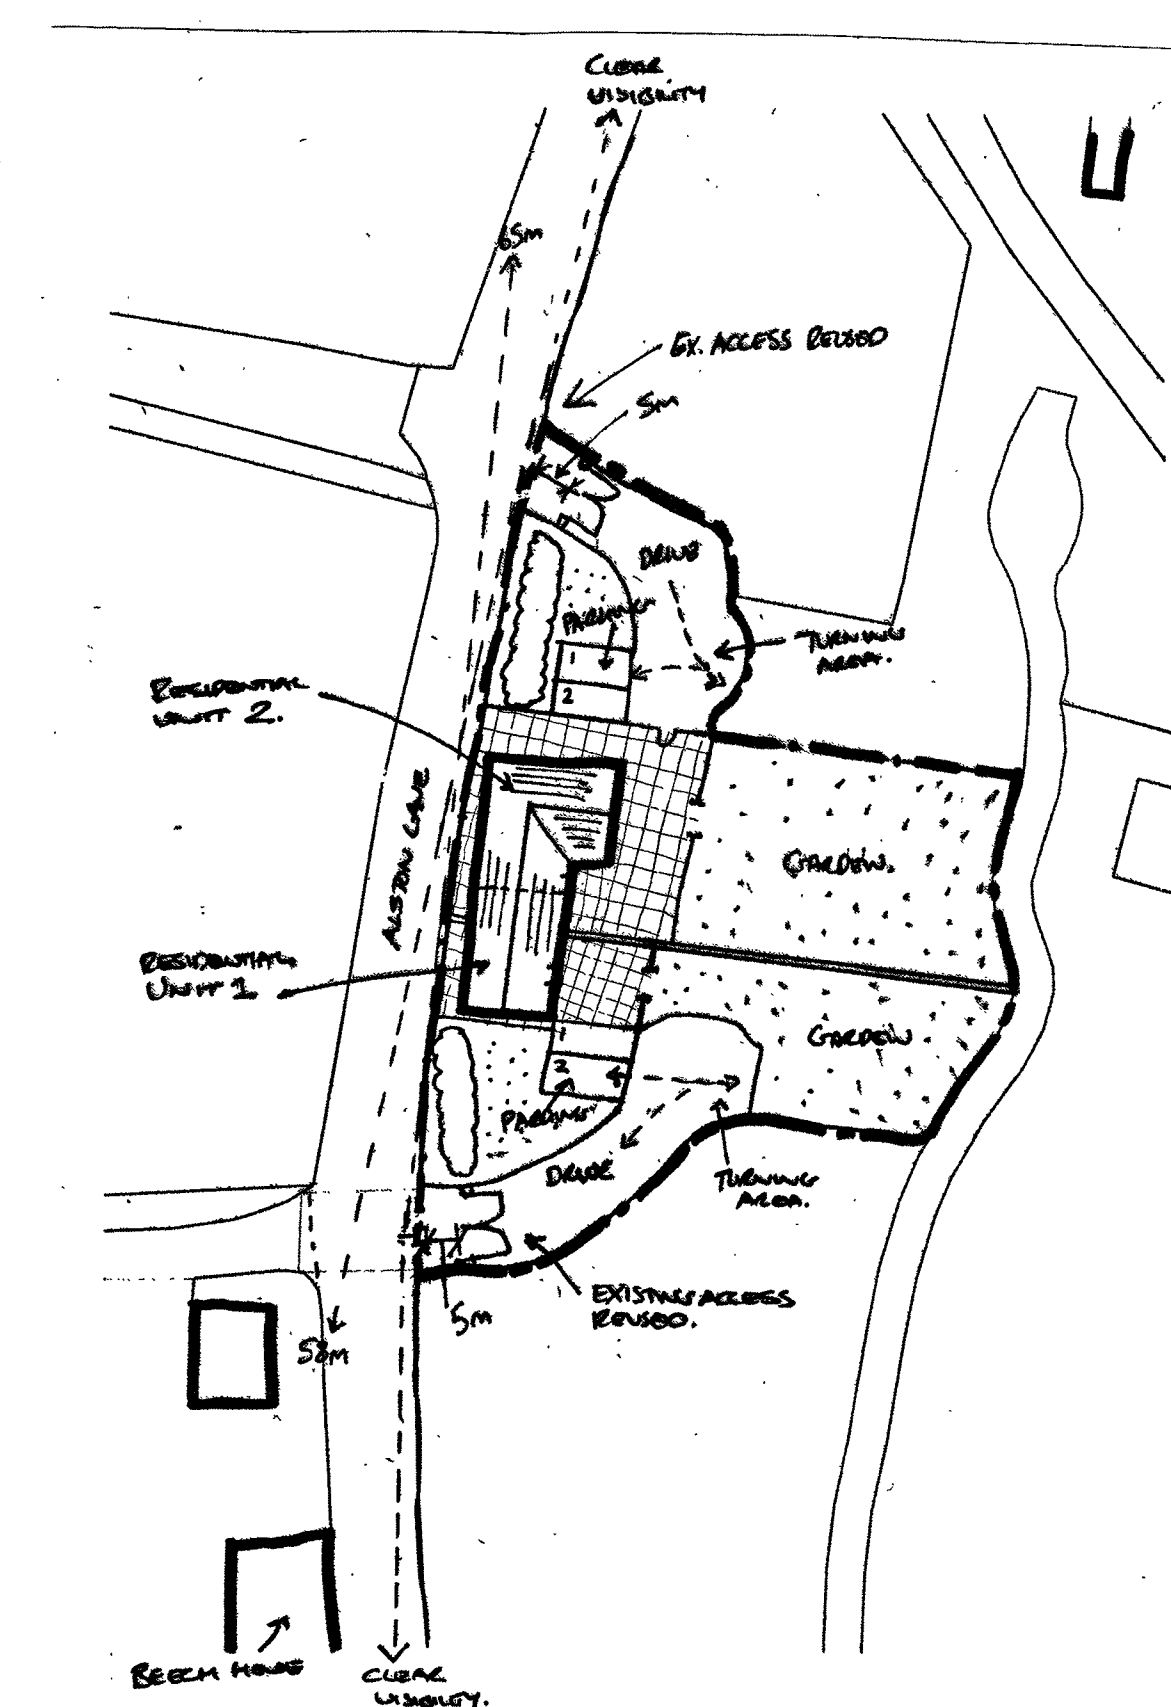 CLEAR
VISIBILITY
65m
EX. ACCESS REUSED
5m
DRIVE
PARKING
TURNING
AREA.
1
2
RESIDENTIAL
UNIT 2.
ALSTON LANE
GARDEN.
RESIDENTIAL
UNIT 1
GARDEN
1
2
PARKING
DRIVE
TURNING
AREA.
EXISTING ACCESS
REUSED.
5m
58m
BEECH HOUSE
CLEAR
VISIBILITY.